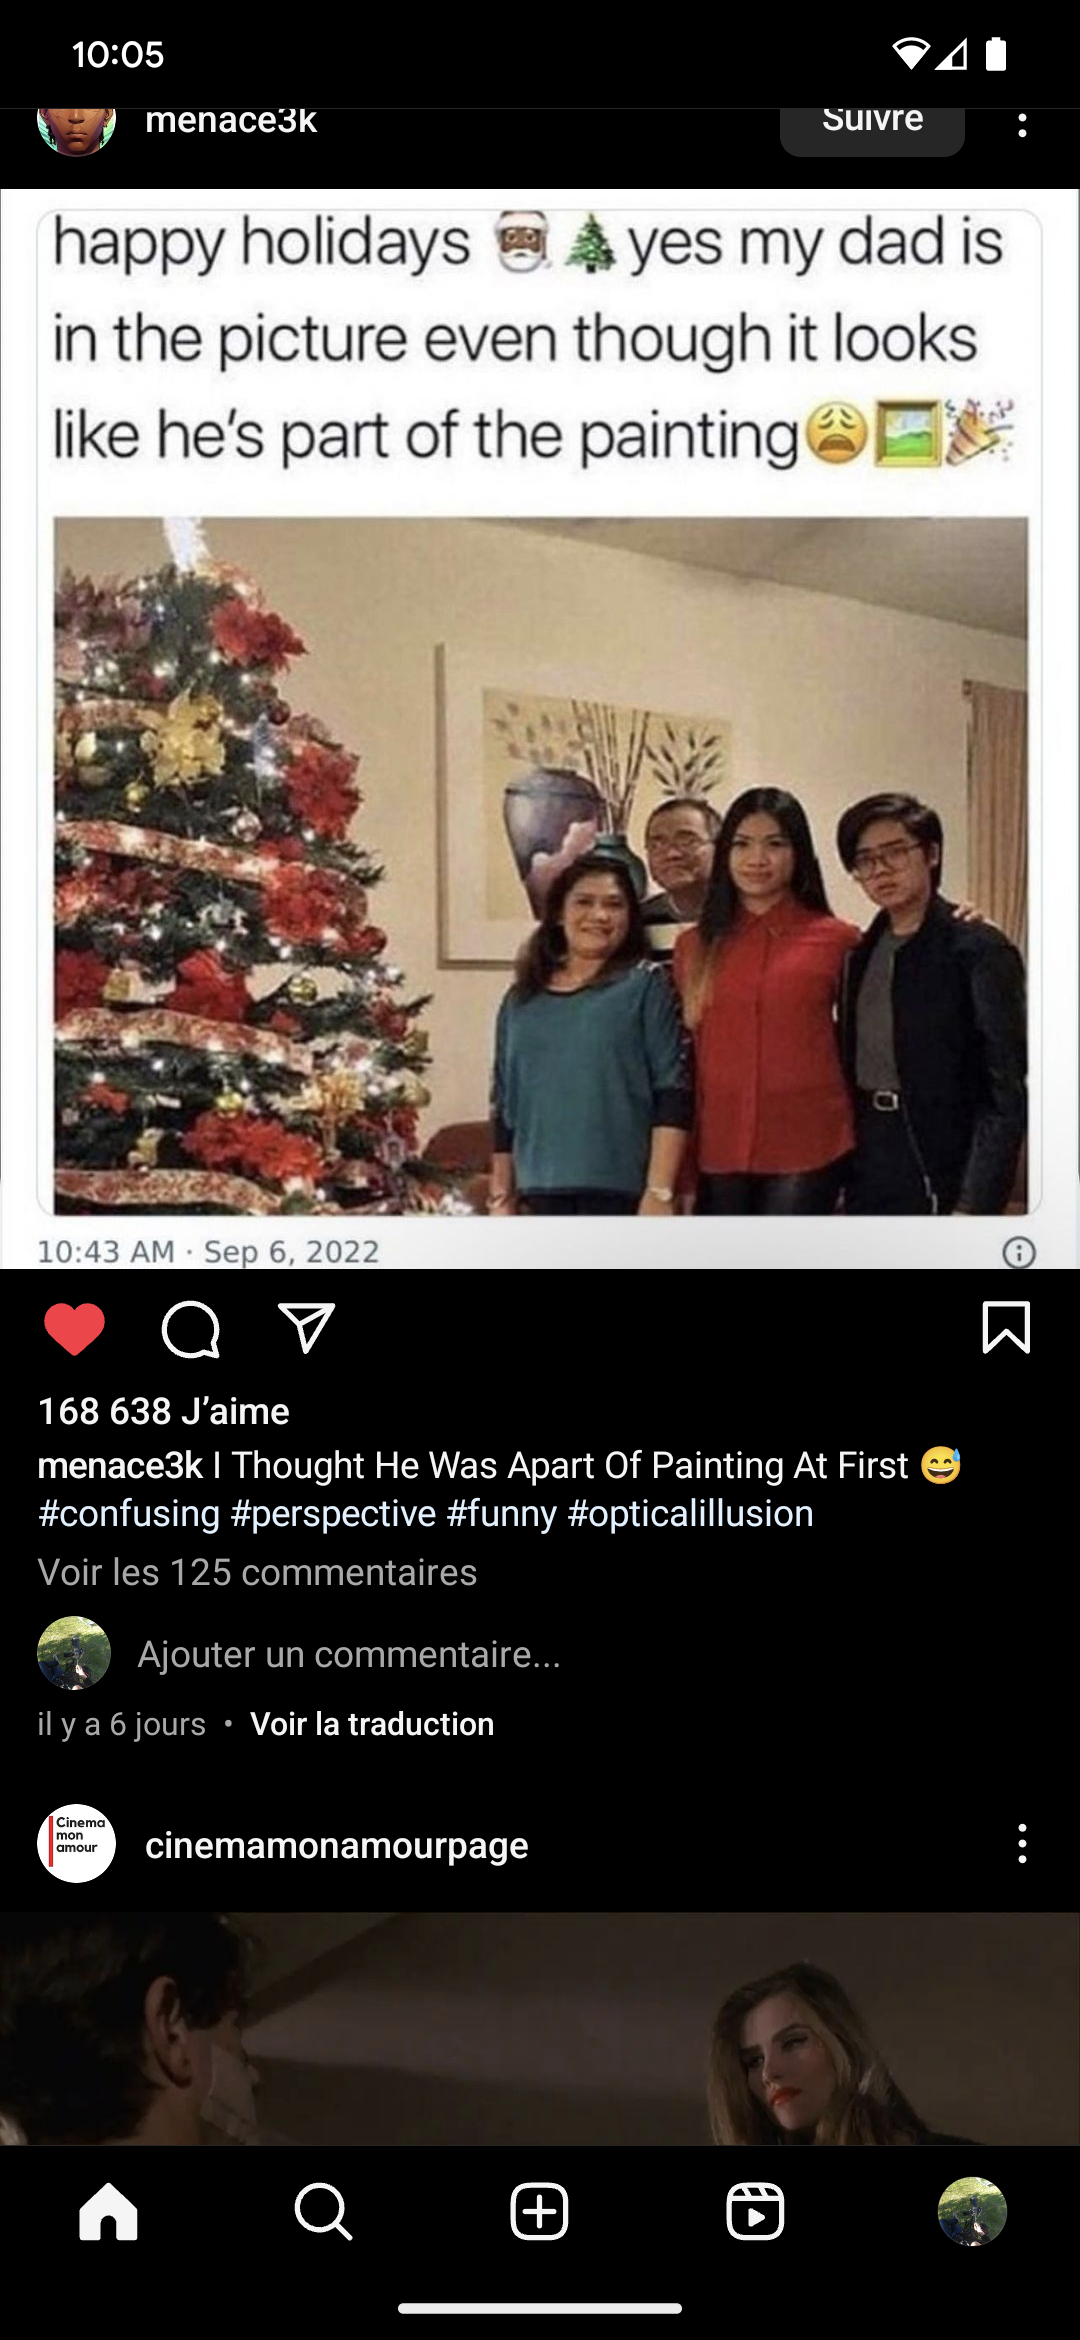 10:05
menace3k
Suivre
happy holidays 🎅🏿🎄 yes my dad is
in the picture even though it looks
like he's part of the painting😩🖼️🎉
10:43 AM · Sep 6, 2022
168 638 J’aime
menace3k I Thought He Was Apart Of Painting At First 😅
#confusing #perspective #funny #opticalillusion
Voir les 125 commentaires
Ajouter un commentaire...
il y a 6 jours • Voir la traduction
Cinema
mon
amour
cinemamonamourpage